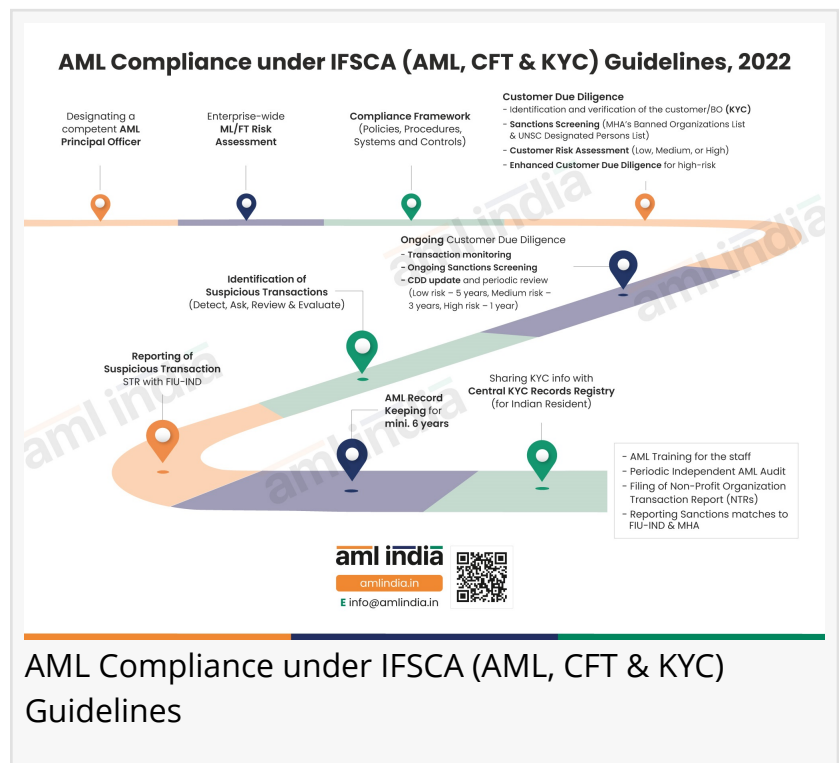 AML Compliance under IFSCA (AML, CFT & KYC) Guidelines, 2022
Designating a
competent AML
Principal Officer
Enterprise-wide
ML/FT Risk
Assessment
Compliance Framework
(Policies, Procedures,
Systems and Controls)
Customer Due Diligence
- Identification and verification of the customer/BO (KYC)
- Sanctions Screening (MHA's Banned Organizations List
& UNSC Designated Persons List)
- Customer Risk Assessment (Low, Medium, or High)
- Enhanced Customer Due Diligence for high-risk
Ongoing Customer Due Diligence
- Transaction monitoring
- Ongoing Sanctions Screening
- CDD update and periodic review
(Low risk – 5 years, Medium risk –
3 years, High risk – 1 year)
Identification of
Suspicious Transactions
(Detect, Ask, Review & Evaluate)
Reporting of
Suspicious Transaction
STR with FIU-IND
AML Record
Keeping for
mini. 6 years
Sharing KYC info with
Central KYC Records Registry
(for Indian Resident)
- AML Training for the staff
- Periodic Independent AML Audit
- Filing of Non-Profit Organization
Transaction Report (NTRs)
- Reporting Sanctions matches to
FIU-IND & MHA
aml india
aml india
aml india
aml india
aml india
amlindia.in
E info@amlindia.in
AML Compliance under IFSCA (AML, CFT & KYC)
Guidelines